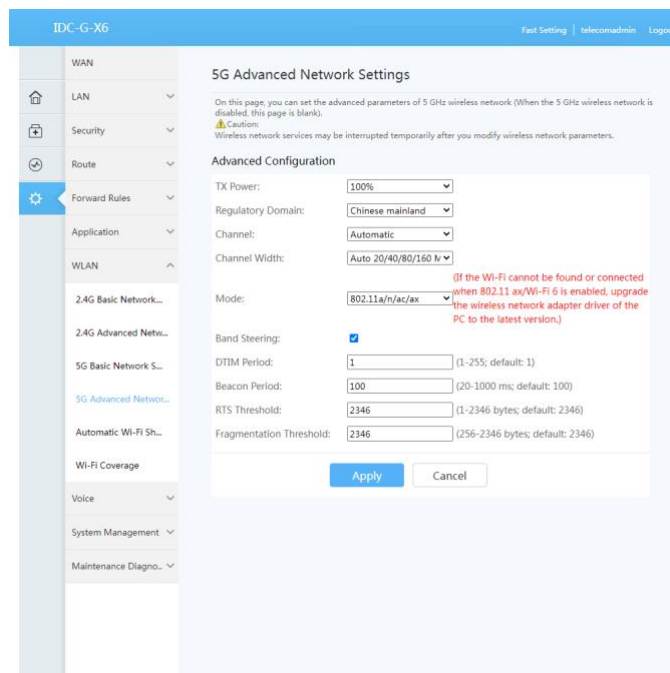 IDC-G-X6
Fast Setting | telecomadmin Logou
WAN
LAN
Security
Route
Forward Rules
Application
WLAN
2.4G Basic Network...
2.4G Advanced Netw...
5G Basic Network S...
5G Advanced Networ...
Automatic Wi-Fi Sh...
Wi-Fi Coverage
Voice
System Management
Maintenance Diagno...
5G Advanced Network Settings
On this page, you can set the advanced parameters of 5 GHz wireless network (When the 5 GHz wireless network is
disabled, this page is blank).
Caution:
Wireless network services may be interrupted temporarily after you modify wireless network parameters.
Advanced Configuration
TX Power: 100%
Regulatory Domain: Chinese mainland
Channel: Automatic
Channel Width: Auto 20/40/80/160 M
Mode: 802.11a/n/ac/ax
(If the Wi-Fi cannot be found or connected
when 802.11 ax/Wi-Fi 6 is enabled, upgrade
the wireless network adapter driver of the
PC to the latest version.)
Band Steering:
DTIM Period: 1 (1-255; default: 1)
Beacon Period: 100 (20-1000 ms; default: 100)
RTS Threshold: 2346 (1-2346 bytes; default: 2346)
Fragmentation Threshold: 2346 (256-2346 bytes; default: 2346)
Apply Cancel